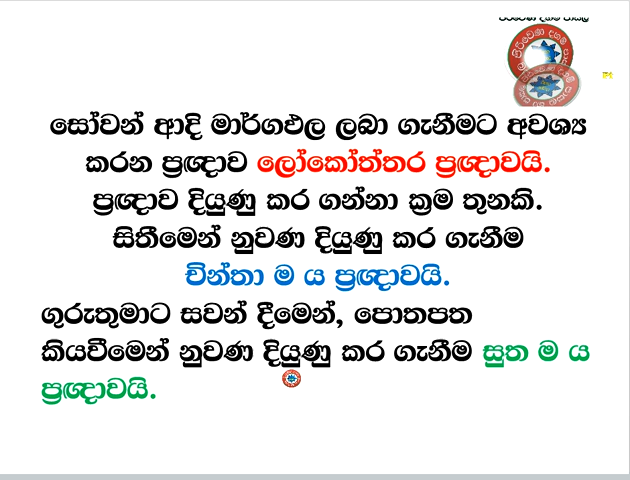 සෝවන් ආදි මාර්ගඵල ලබා ගැනීමට අවශ්‍ය
කරන ප්‍රඥාව ලෝකෝත්තර ප්‍රඥාවයි.
ප්‍රඥාව දියුණු කර ගන්නා ක්‍රම තුනකි.
සිතීමෙන් නුවණ දියුණු කර ගැනීම
චින්තා ම ය ප්‍රඥාවයි.
ගුරුතුමාට සවන් දීමෙන්, පොතපත
කියවීමෙන් නුවණ දියුණු කර ගැනීම සුත ම ය
ප්‍රඥාවයි.